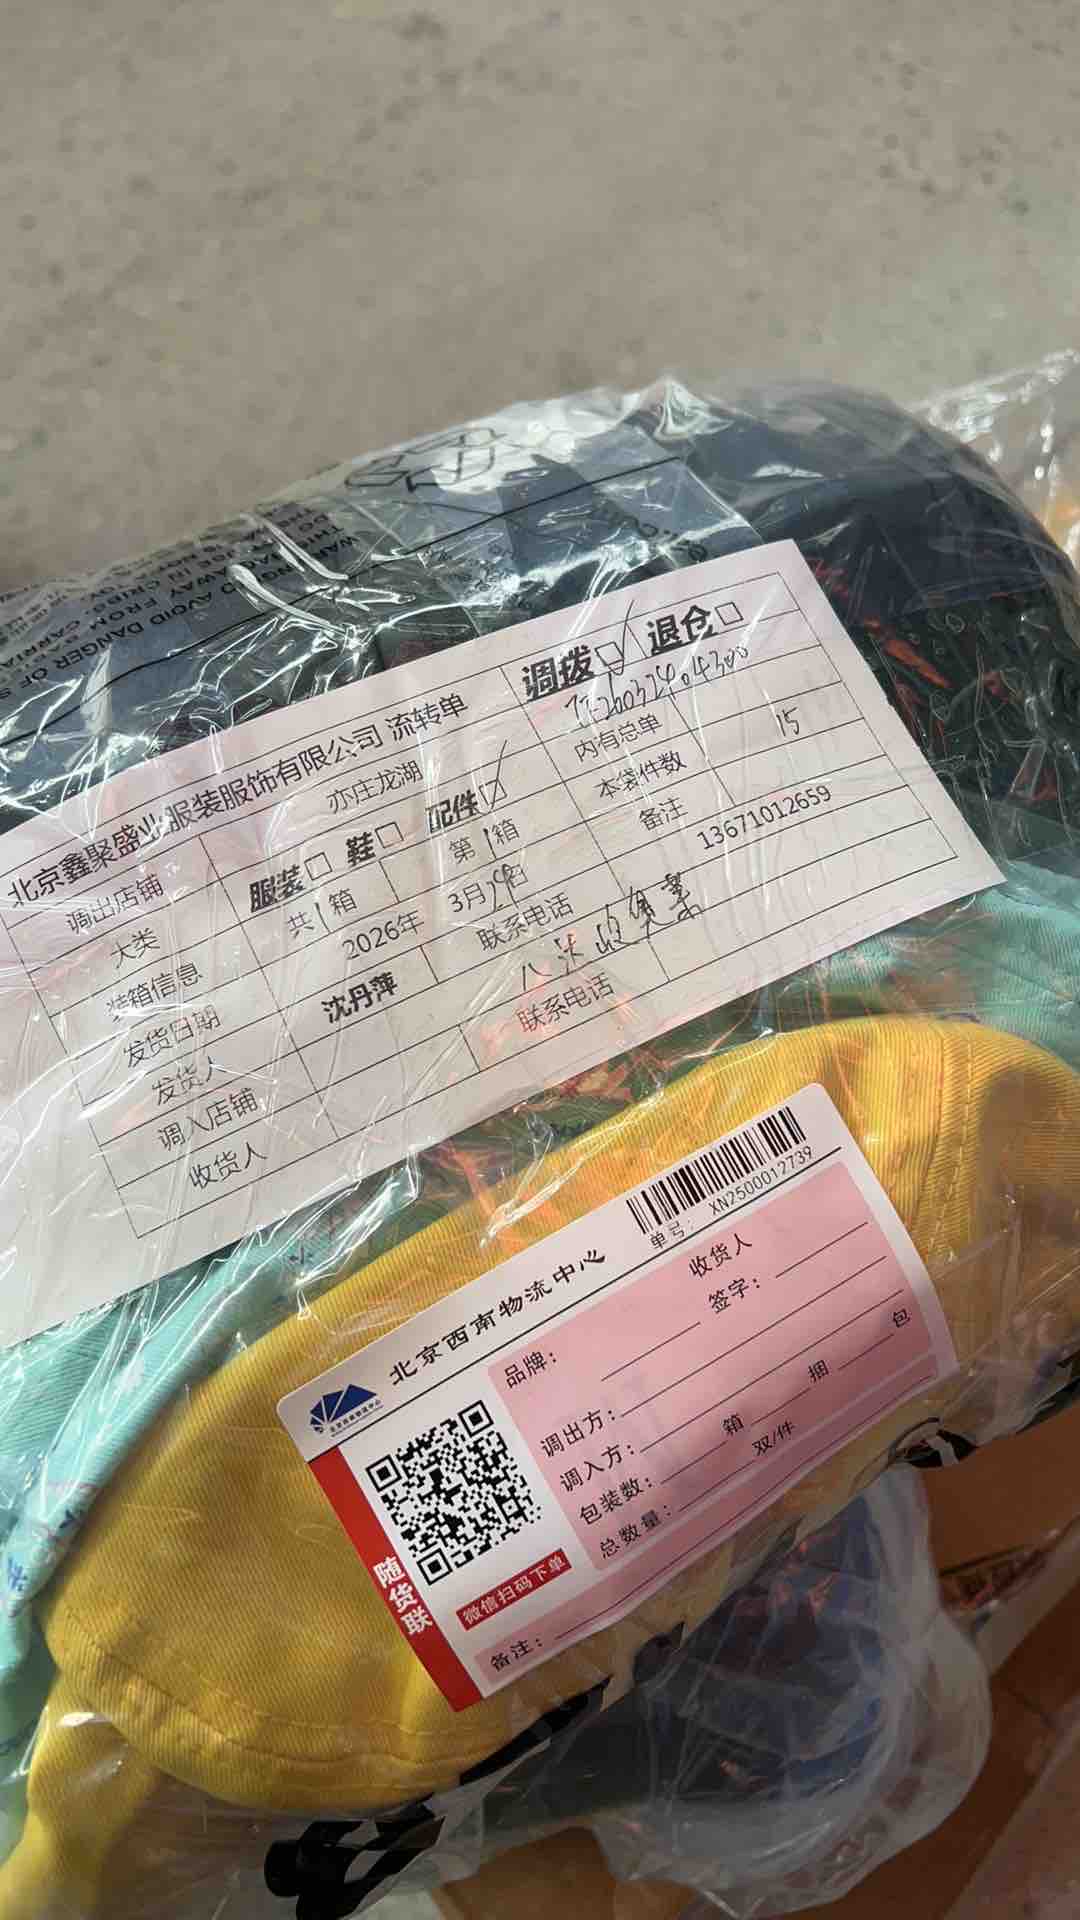 北京鑫聚盛业服装服饰有限公司 流转单
调拨☑ 退仓□
调出店铺 亦庄龙湖 TF26032404300
大类 服装□ 鞋□ 配件☑ 内有总单
装箱信息 共1箱 第1箱 本袋件数 15
发货日期 2026年 3月29日 备注
发货人 沈丹萍 联系电话 13671012659
调入店铺
收货人 联系电话
北京西南物流中心
单号: XN2500012739
品牌: 收货人
签字:
调出方:
调入方:
包装数: 箱 捆 包
总数量: 双/件
备注:
随货联
微信扫码下单